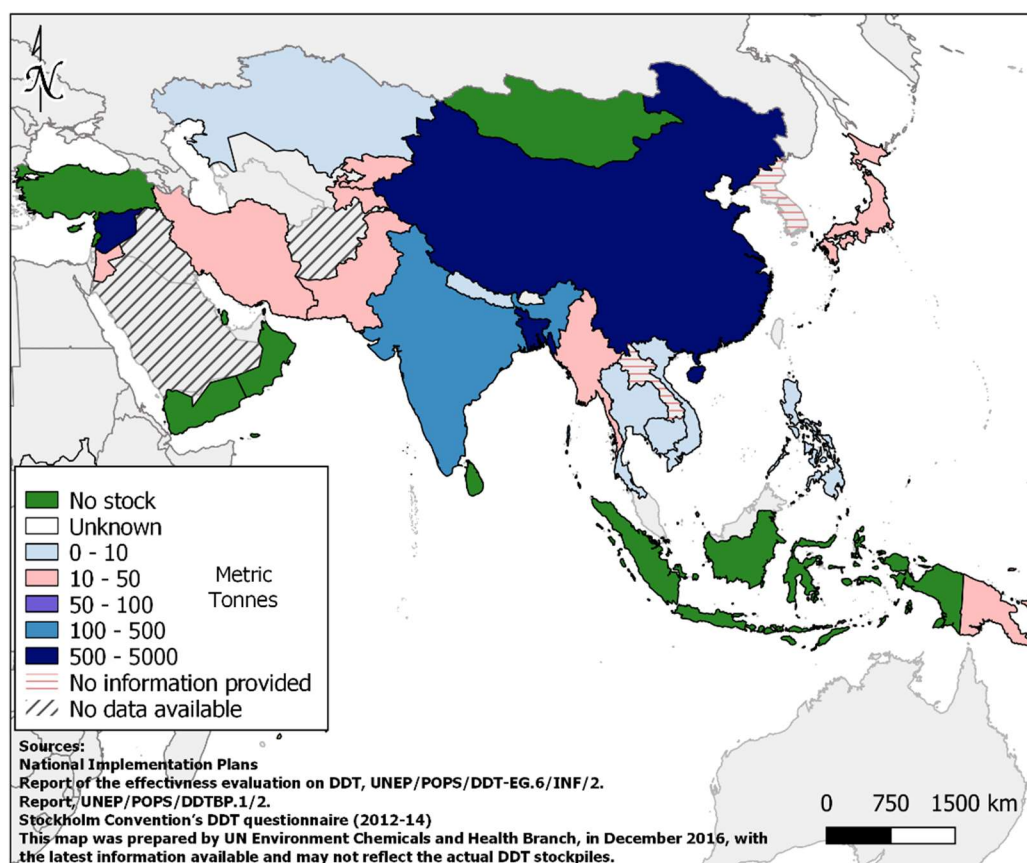 N
No stock
Unknown
0 - 10
10 - 50
50 - 100
100 - 500
500 - 5000
No information provided
No data available
Metric
Tonnes
Sources:
National Implementation Plans
Report of the effectivness evaluation on DDT, UNEP/POPS/DDT-EG.6/INF/2.
Report, UNEP/POPS/DDTBP.1/2.
Stockholm Convention's DDT questionnaire (2012-14)
This map was prepared by UN Environment Chemicals and Health Branch, in December 2016, with
the latest information available and may not reflect the actual DDT stockpiles.
0 750 1500 km